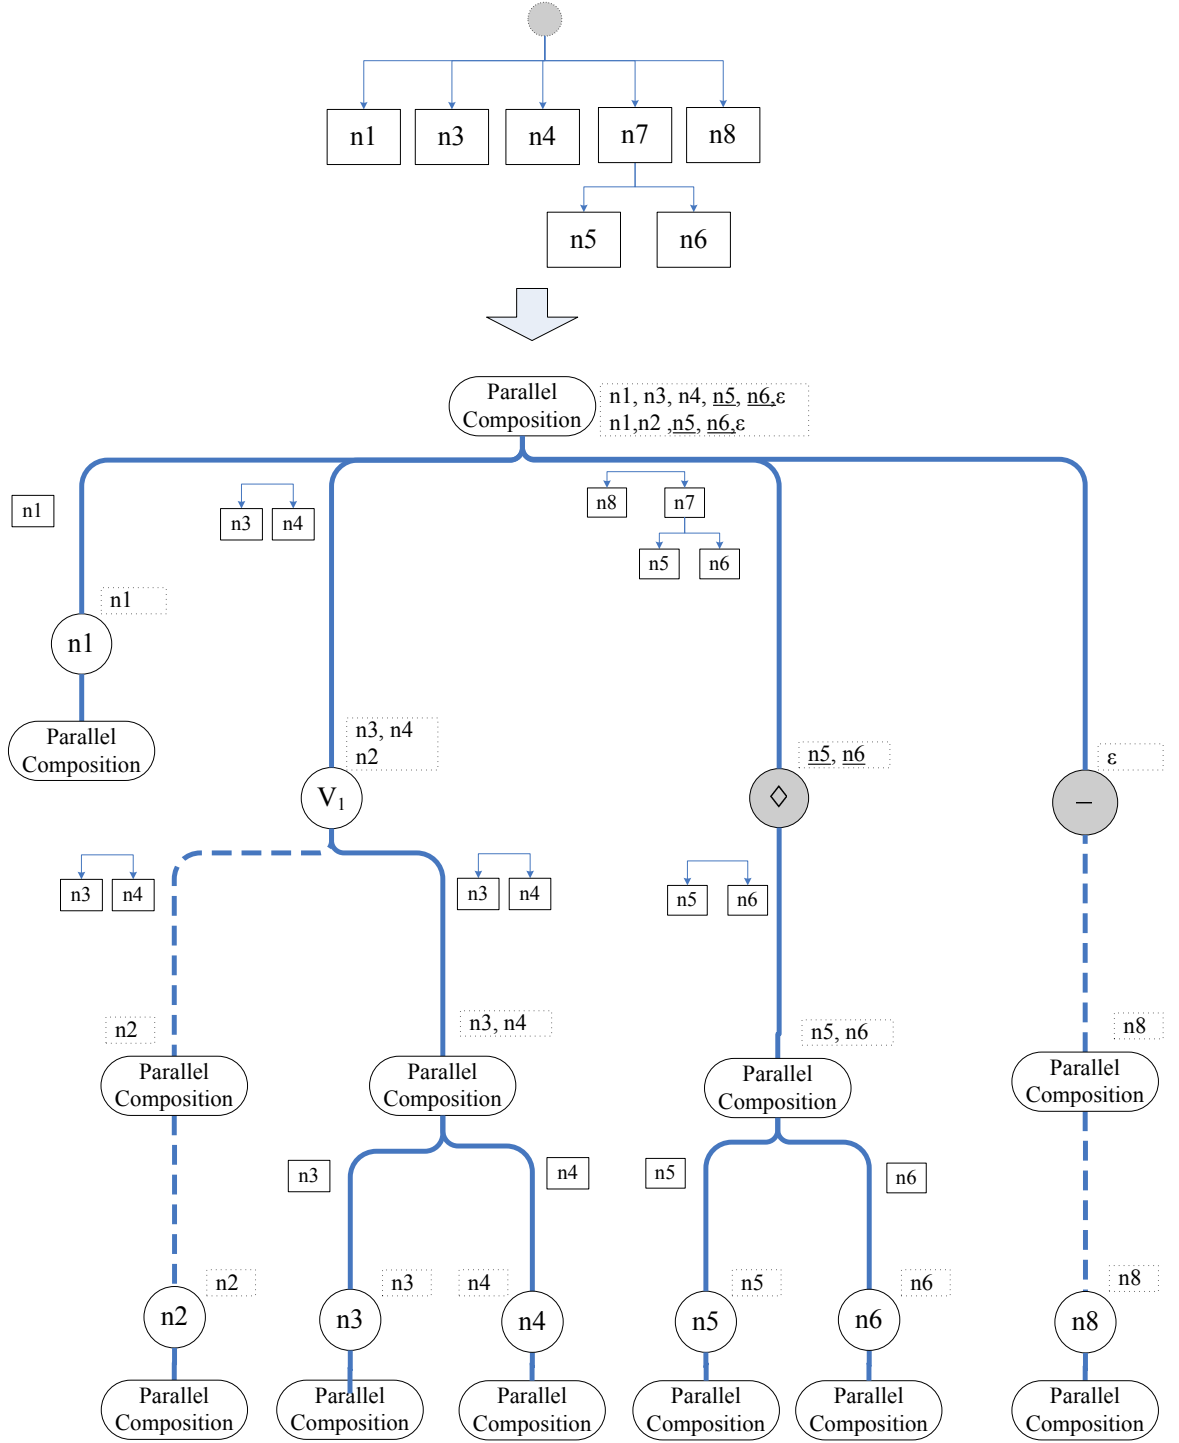 n1
n3
n4
n7
n8
n5
n6
Parallel
Composition
n1, n3, n4, n5, n6,ε
n1,n2 ,n5, n6,ε
n1
n3
n4
n8
n7
n5
n6
n1
n1
Parallel
Composition
n3, n4
n2
V1
n5, n6
◊
ε
–
n3
n4
n3
n4
n5
n6
n2
Parallel
Composition
n3, n4
Parallel
Composition
n5, n6
Parallel
Composition
n8
Parallel
Composition
n3
n4
n5
n6
n2
n2
n3
n3
n4
n4
n5
n5
n6
n6
n8
n8
Parallel
Composition
Parallel
Composition
Parallel
Composition
Parallel
Composition
Parallel
Composition
Parallel
Composition